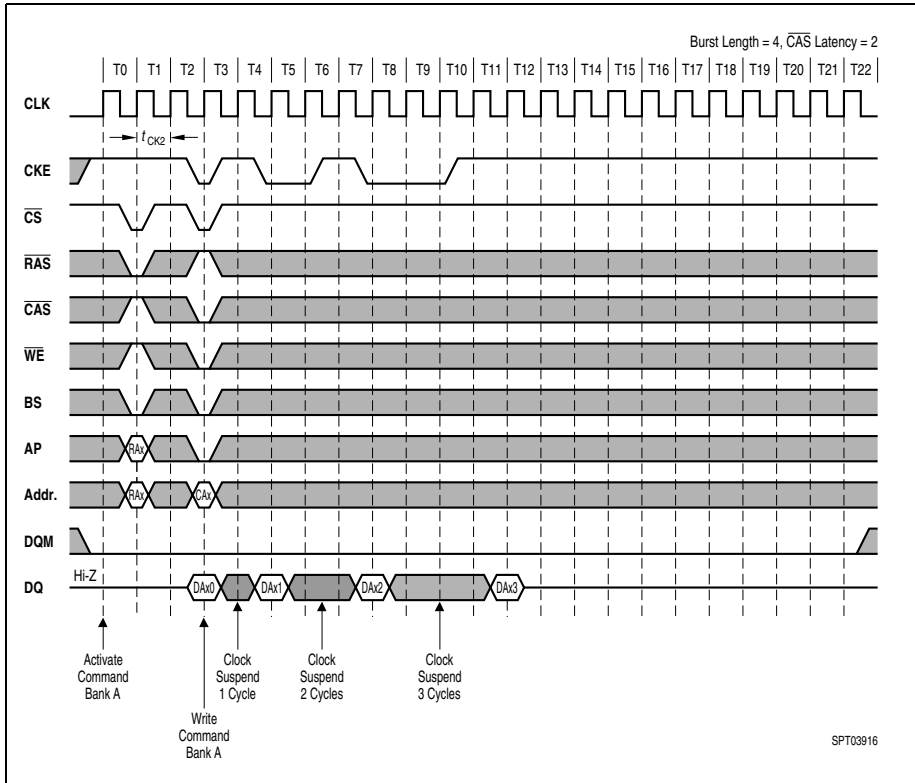 Burst Length = 4, CAS Latency = 2
T0 T1 T2 T3 T4 T5 T6 T7 T8 T9 T10 T11 T12 T13 T14 T15 T16 T17 T18 T19 T20 T21 T22
CLK
t CK2
CKE
CS
RAS
CAS
WE
BS
AP RAx
Addr. RAx CAx
DQM
DQ Hi-Z DAx0 DAx1 DAx2 DAx3
Activate
Command
Bank A
Write
Command
Bank A
Clock
Suspend
1 Cycle
Clock
Suspend
2 Cycles
Clock
Suspend
3 Cycles
SPT03916